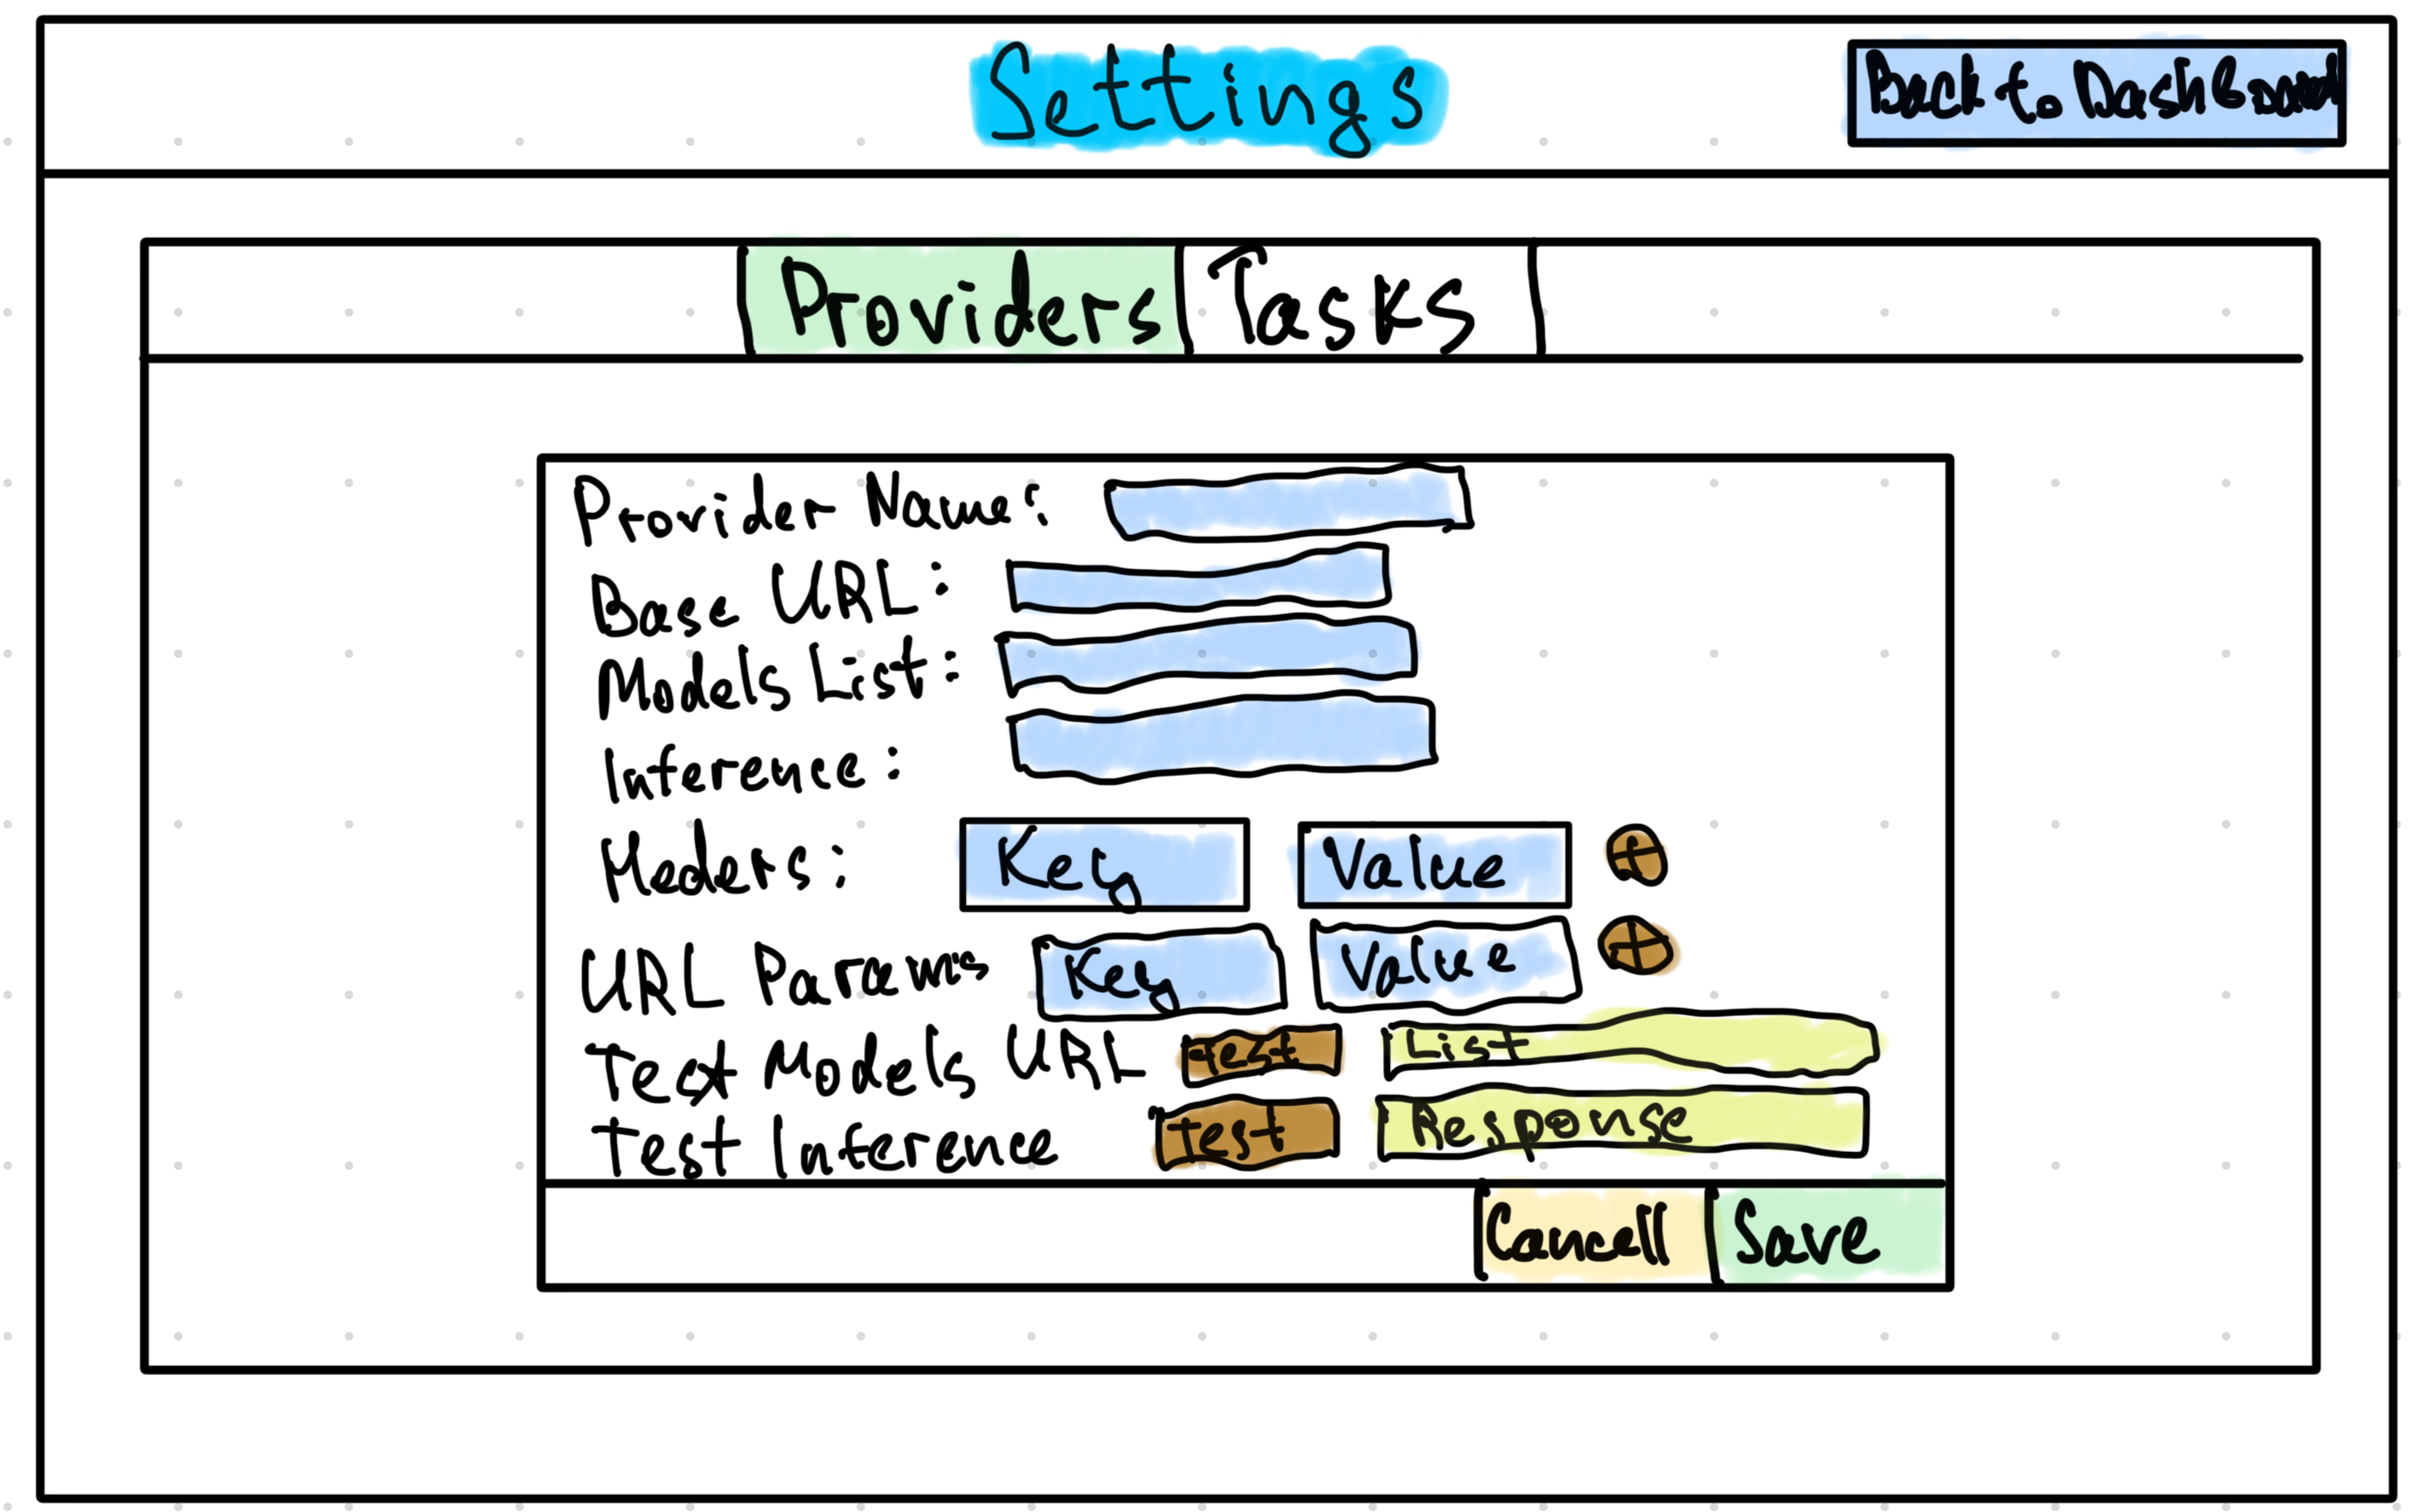 Settings
Back to DashBoard
Providers Tasks
Provider Name:
Base URL:
Models List:
Inference:
Heders: Key Value +
URL Params Key Value +
Test Models URL test List
Test Inference test Response
Cancell Save